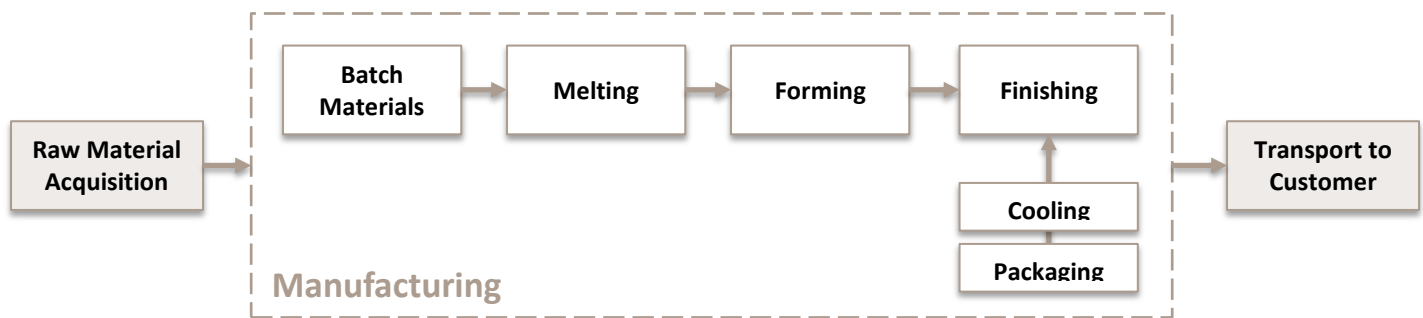 Batch
Materials
Melting
Forming
Finishing
Raw Material
Acquisition
Transport to
Customer
Cooling
Packaging
Manufacturing